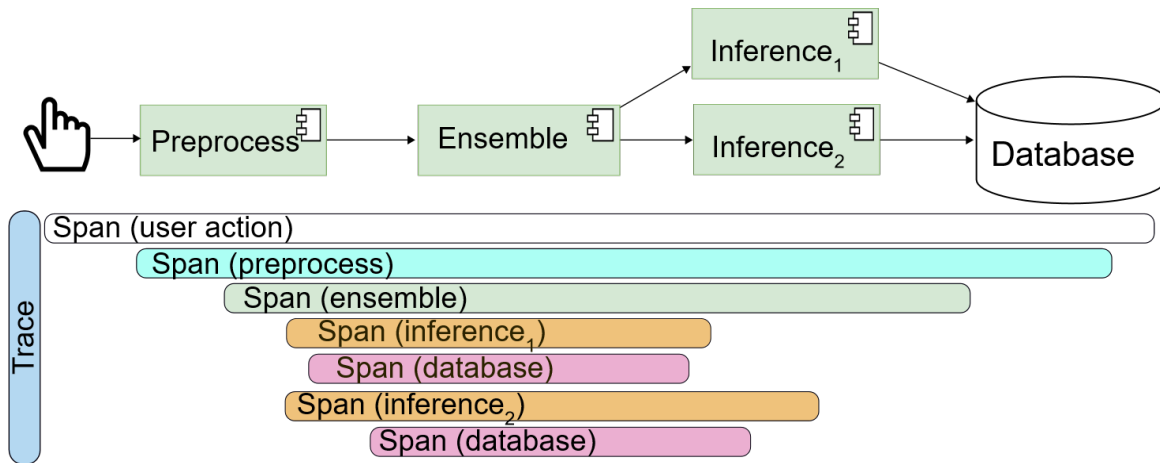 Inference₁
Preprocess
Ensemble
Inference₂
Database
Trace
Span (user action)
Span (preprocess)
Span (ensemble)
Span (inference₁)
Span (database)
Span (inference₂)
Span (database)